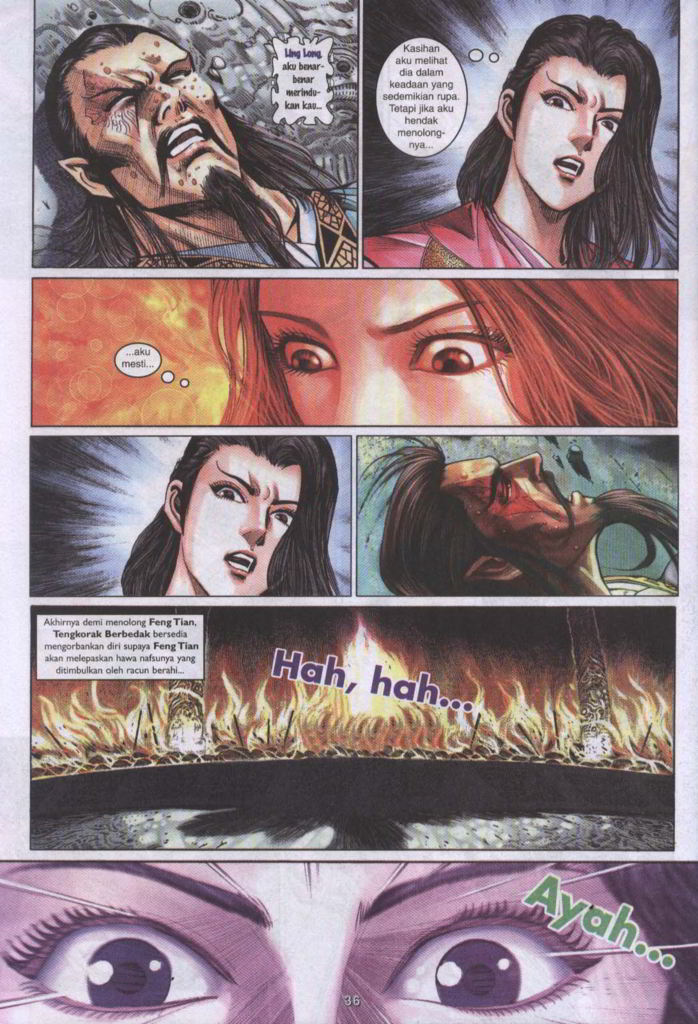 Ling Long,
aku benar-
benar
merindu-
kan kau...
Kasihan
aku melihat
dia dalam
keadaan yang
sedemikian rupa.
Tetapi jika aku
hendak
menolong-
nya...
...aku
mesti...
Akhirnya demi menolong Feng Tian,
Tengkorak Berbedak bersedia
mengorbankan diri supaya Feng Tian
akan melepaskan hawa nafsunya yang
ditimbulkan oleh racun berahi...
Hah, hah...
Ayah...
36